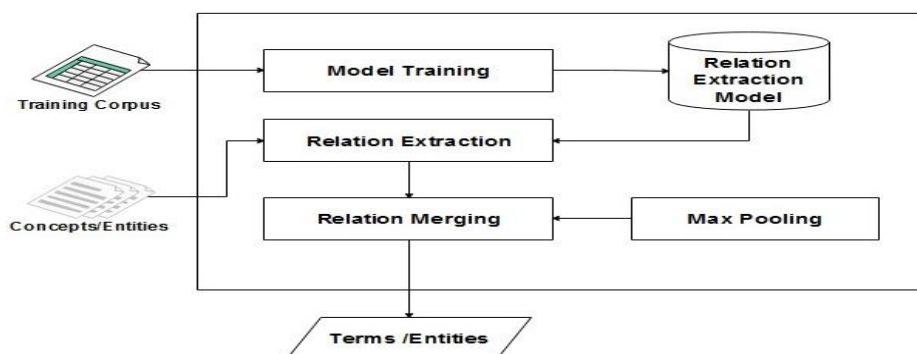 Model Training
Relation
Extraction
Model
Training Corpus
Relation Extraction
Concepts/Entities
Relation Merging
Max Pooling
Terms /Entities